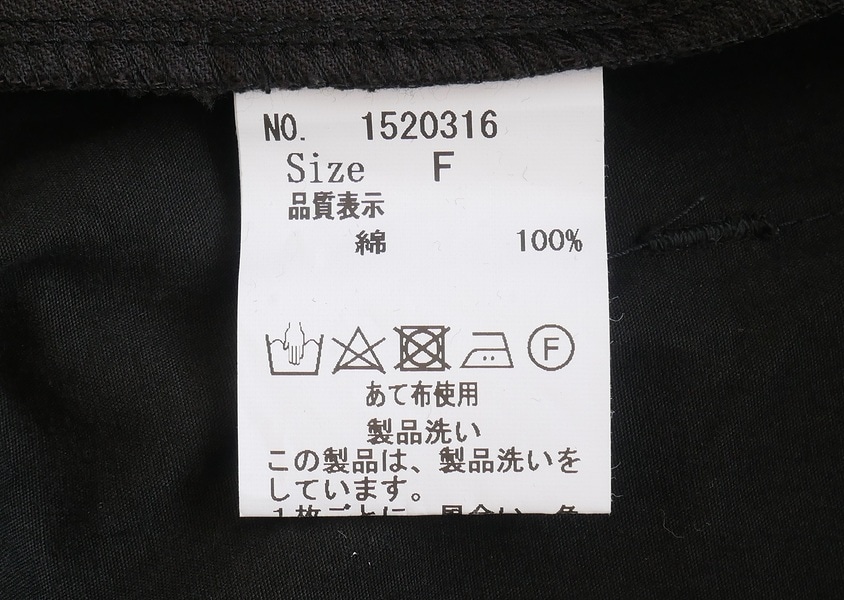 NO. 1520316
Size F
品質表示
綿 100%
F
あて布使用
製品洗い
この製品は、製品洗いを
しています。